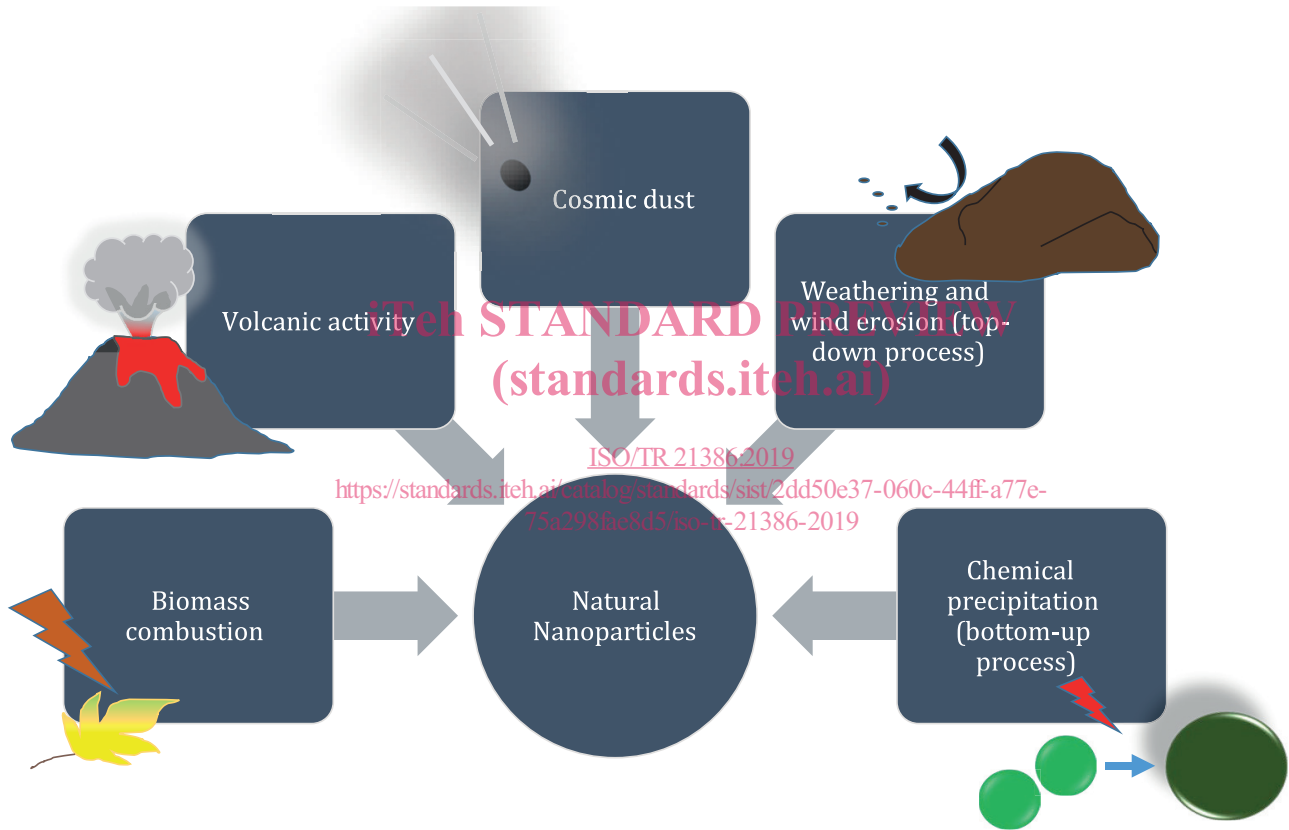 Cosmic dust
Volcanic activity
Weathering and
wind erosion (top-
down process)
iTeh STANDARD PREVIEW
(standards.iteh.ai)
ISO/TR 21386:2019
https://standards.iteh.ai/catalog/standards/sist/2dd50e37-060c-44ff-a77e-
75a298fae8d5/iso-tr-21386-2019
Biomass
combustion
Natural
Nanoparticles
Chemical
precipitation
(bottom-up
process)